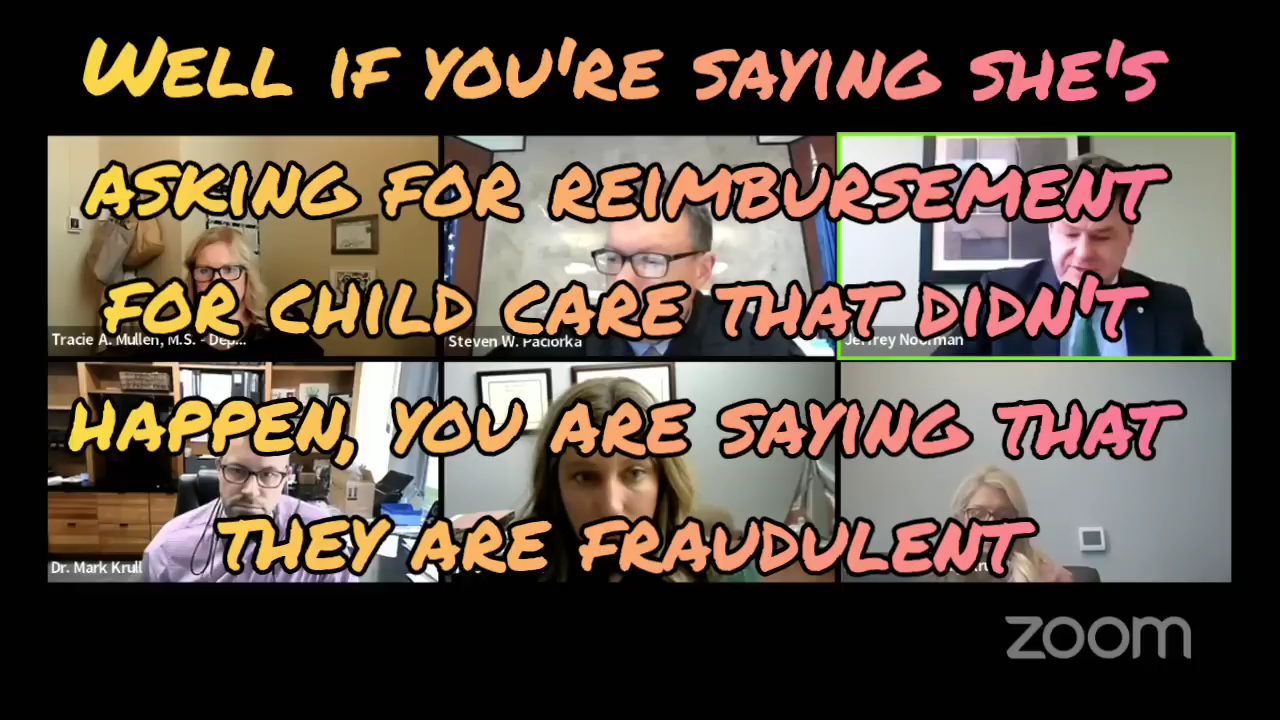 WELL IF YOU'RE SAYING SHE'S
ASKING FOR REIMBURSEMENT
FOR CHILD CARE THAT DIDN'T
Tracie A. Mullen, M.S. - Dep...
Steven W. Paciorka
Jeffrey Noorman
HAPPEN, YOU ARE SAYING THAT
THEY ARE FRAUDULENT
Dr. Mark Krull
zoom